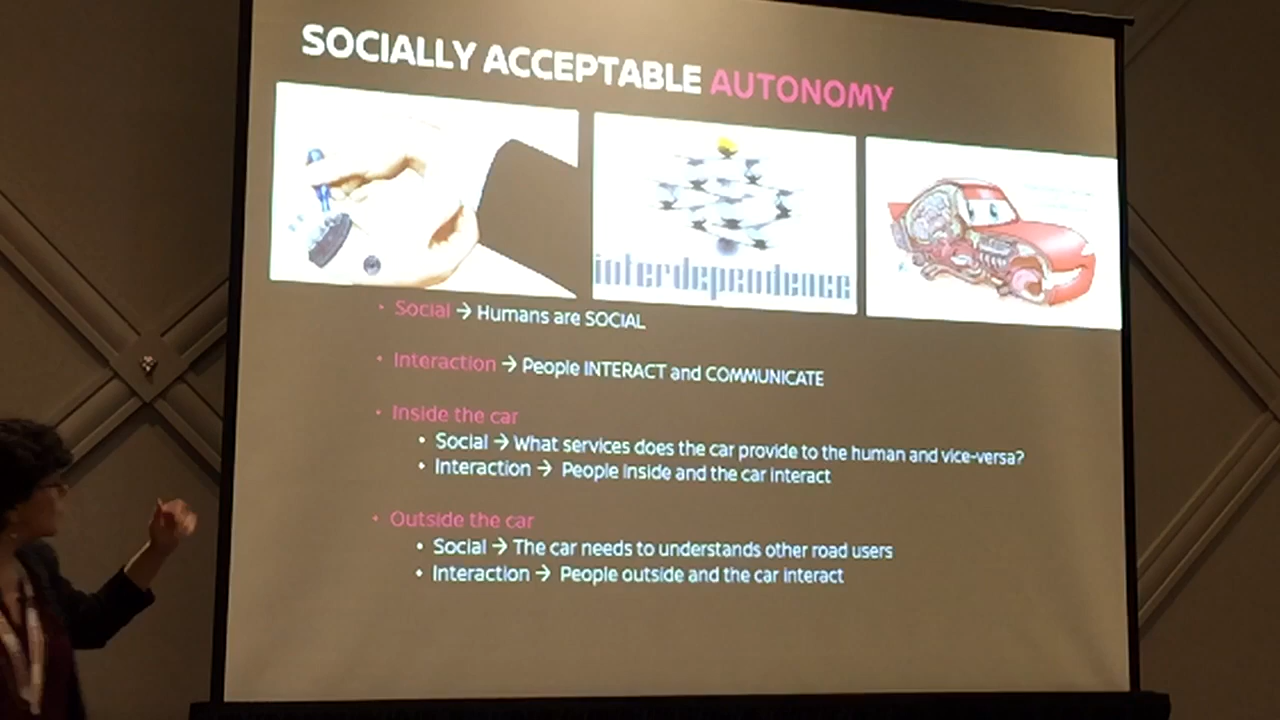 SOCIALLY ACCEPTABLE AUTONOMY
interdependence
• Social → Humans are SOCIAL
• Interaction → People INTERACT and COMMUNICATE
• Inside the car
• Social → What services does the car provide to the human and vice-versa?
• Interaction → People inside and the car interact
• Outside the car
• Social → The car needs to understands other road users
• Interaction → People outside and the car interact